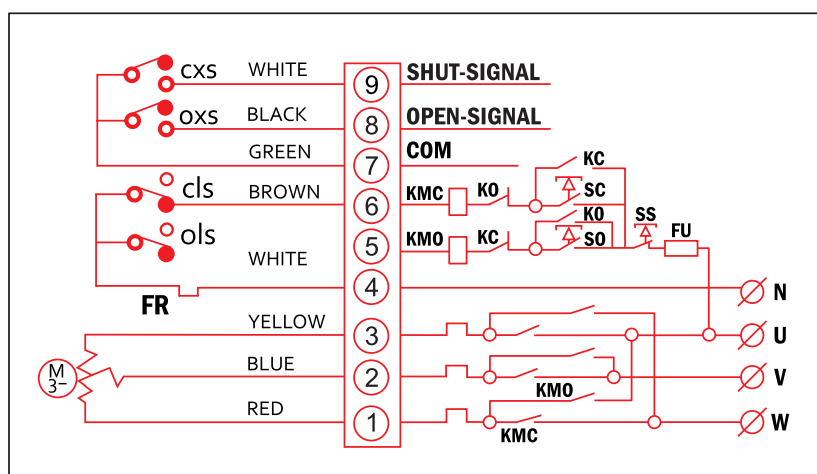 cxs WHITE 9 SHUT-SIGNAL
oxs BLACK 8 OPEN-SIGNAL
GREEN 7 COM
KC
cls BROWN 6 KMC KO SC
KO
ols 5 KMO KC SO SS FU
WHITE 4 N
FR
YELLOW 3 U
M
3~
BLUE 2 V
KMO
RED 1 W
KMC